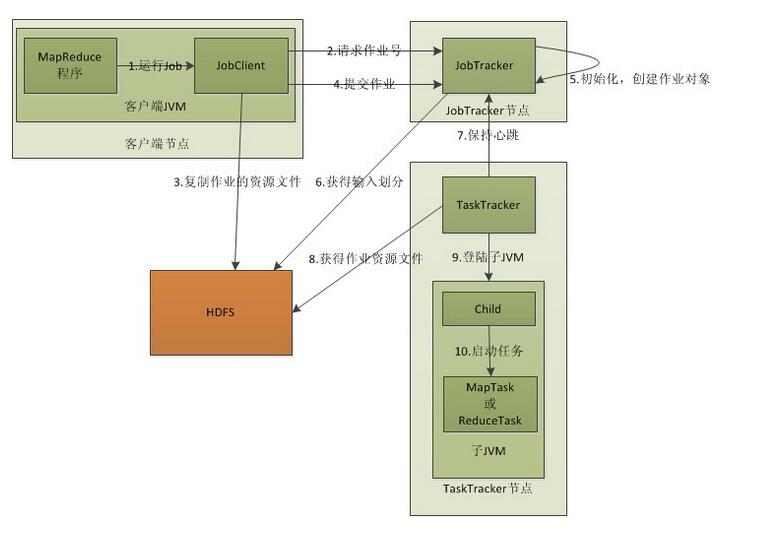 MapReduce
程序
1.运行Job
JobClient
客户端JVM
客户端节点
2.请求作业号
4.提交作业
JobTracker
JobTracker节点
5.初始化，创建作业对象
7.保持心跳
3.复制作业的资源文件
6.获得输入划分
TaskTracker
8.获得作业资源文件
9.登陆子JVM
HDFS
Child
10.启动任务
MapTask
或
ReduceTask
子JVM
TaskTracker节点